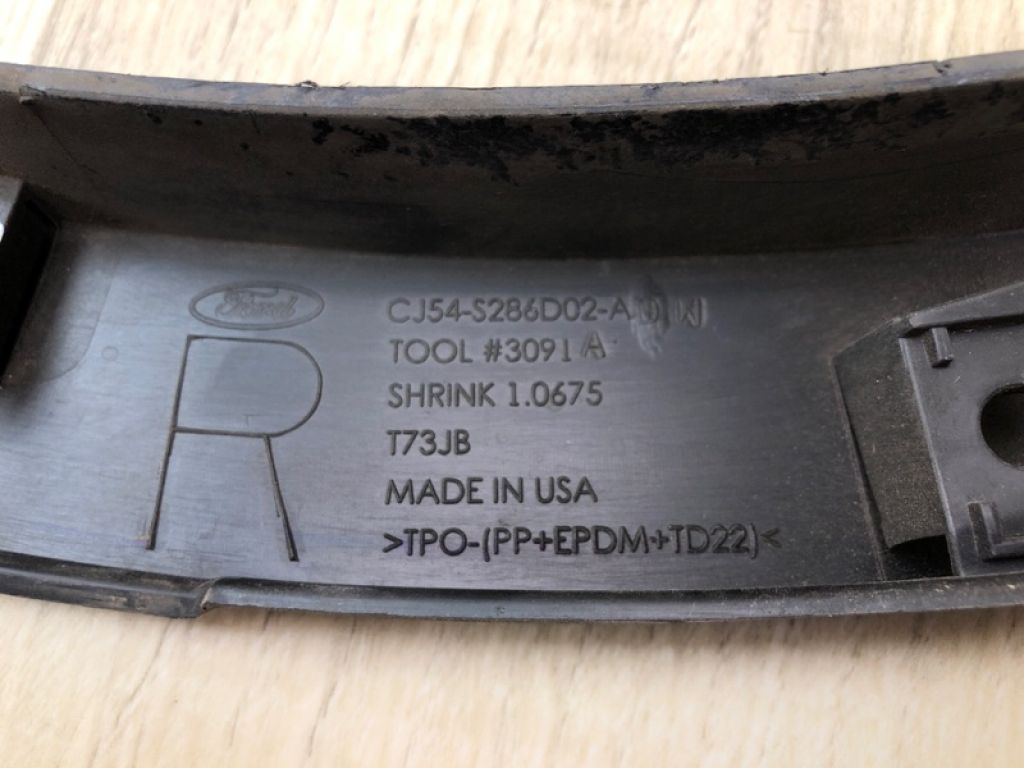 Ford
R
CJ54-S286D02-A
TOOL #3091 A
SHRINK 1.0675
T73JB
MADE IN USA
>TPO-(PP+EPDM+TD22)<